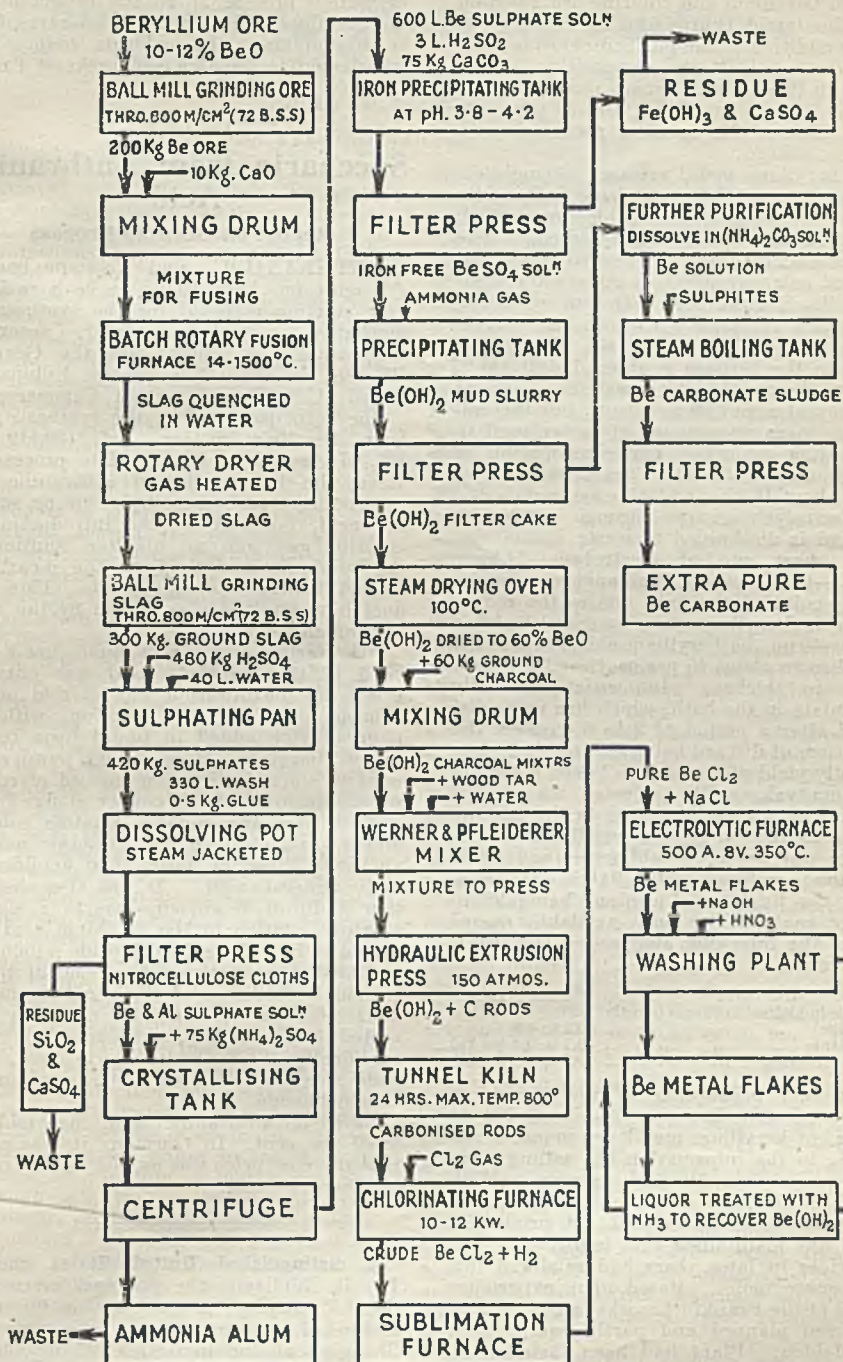 BERYLLIUM ORE
10-12% BeO
BALL MILL GRINDING ORE
THRO. 800 M/CM² (72 B.S.S)
200 Kg Be ORE
10 Kg. CaO
MIXING DRUM
MIXTURE
FOR FUSING
BATCH ROTARY FUSION
FURNACE 14-1500°C.
SLAG QUENCHED
IN WATER
ROTARY DRYER
GAS HEATED
DRIED SLAG
BALL MILL GRINDING
SLAG
THRO. 800 M/CM² (72 B.S.S)
300 Kg. GROUND SLAG
480 Kg H₂SO₄
40 L. WATER
SULPHATING PAN
420 Kg. SULPHATES
330 L. WASH
0·5 Kg. GLUE
DISSOLVING POT
STEAM JACKETED
FILTER PRESS
NITROCELLULOSE CLOTHS
RESIDUE
SiO₂
&
CaSO₄
WASTE
Be & Al SULPHATE SOLᴺ
+ 75 Kg (NH₄)₂ SO₄
CRYSTALLISING
TANK
CENTRIFUGE
AMMONIA ALUM
WASTE
600 L. Be SULPHATE SOLᴺ
3 L. H₂SO₂
75 Kg CaCO₃
IRON PRECIPITATING TANK
AT pH. 3·8 – 4·2
FILTER PRESS
IRON FREE BeSO₄ SOLᴺ
AMMONIA GAS
PRECIPITATING TANK
Be(OH)₂ MUD SLURRY
FILTER PRESS
Be(OH)₂ FILTER CAKE
STEAM DRYING OVEN
100°C.
Be(OH)₂ DRIED TO 60% BeO
+ 60 Kg GROUND
CHARCOAL
MIXING DRUM
Be(OH)₂ CHARCOAL MIXTRS
+ WOOD TAR
+ WATER
WERNER & PFLEIDERER
MIXER
MIXTURE TO PRESS
HYDRAULIC EXTRUSION
PRESS 150 ATMOS.
Be(OH)₂ + C RODS
TUNNEL KILN
24 HRS. MAX. TEMP. 800°
CARBONISED RODS
Cl₂ GAS
CHLORINATING FURNACE
10-12 KW.
CRUDE BeCl₂ + H₂
SUBLIMATION
FURNACE
WASTE
RESIDUE
Fe(OH)₃ & CaSO₄
FURTHER PURIFICATION
DISSOLVE IN (NH₄)₂CO₃ SOLᴺ
Be SOLUTION
SULPHITES
STEAM BOILING TANK
Be CARBONATE SLUDGE
FILTER PRESS
EXTRA PURE
Be CARBONATE
PURE BeCl₂
+ NaCl
ELECTROLYTIC FURNACE
500 A. 8V. 350°C.
Be METAL FLAKES
+ NaOH
+ HNO₃
WASHING PLANT
Be METAL FLAKES
LIQUOR TREATED WITH
NH₃ TO RECOVER Be(OH)₂